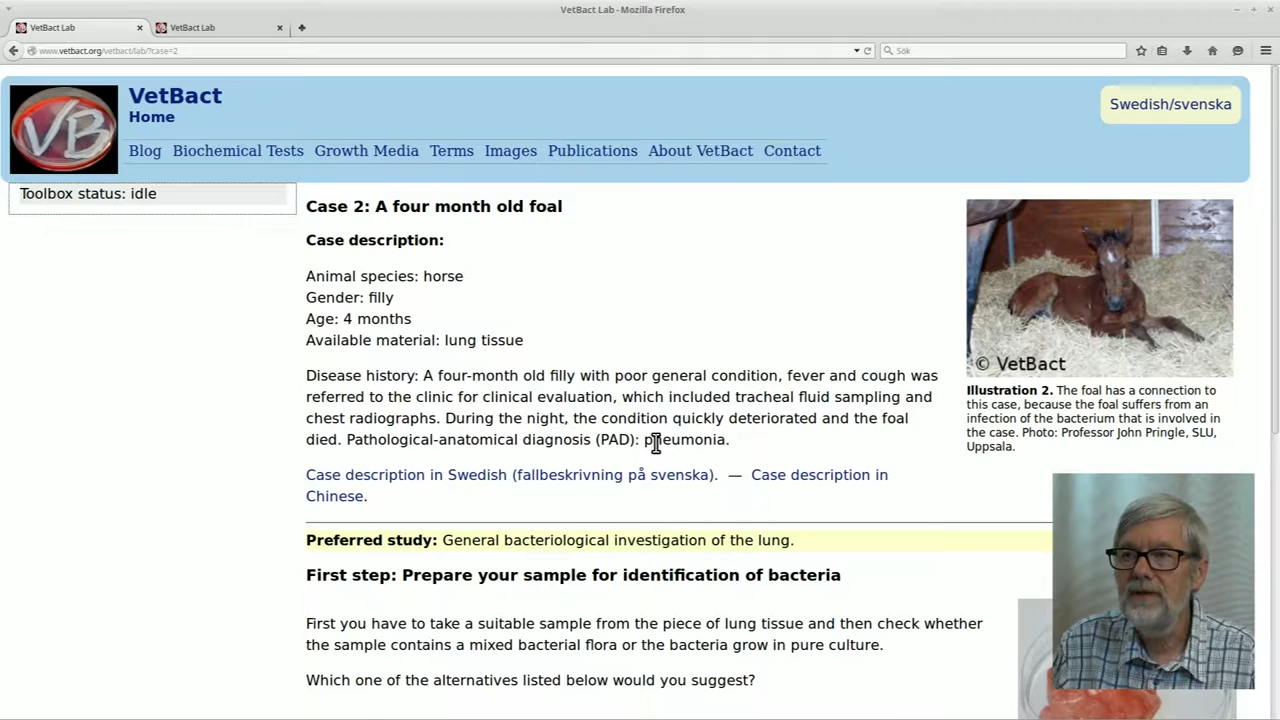 VetBact Lab - Mozilla Firefox
VetBact Lab
VetBact Lab
www.vetbact.org/vetbact/lab/?case=2
Sök
VB
VetBact
Home
Swedish/svenska
Blog Biochemical Tests Growth Media Terms Images Publications About VetBact Contact
Toolbox status: idle
Case 2: A four month old foal
Case description:
Animal species: horse
Gender: filly
Age: 4 months
Available material: lung tissue
Disease history: A four-month old filly with poor general condition, fever and cough was
referred to the clinic for clinical evaluation, which included tracheal fluid sampling and
chest radiographs. During the night, the condition quickly deteriorated and the foal
died. Pathological-anatomical diagnosis (PAD): pneumonia.
Case description in Swedish (fallbeskrivning på svenska). — Case description in
Chinese.
© VetBact
Illustration 2. The foal has a connection to
this case, because the foal suffers from an
infection of the bacterium that is involved in
the case. Photo: Professor John Pringle, SLU,
Uppsala.
Preferred study: General bacteriological investigation of the lung.
First step: Prepare your sample for identification of bacteria
First you have to take a suitable sample from the piece of lung tissue and then check whether
the sample contains a mixed bacterial flora or the bacteria grow in pure culture.
Which one of the alternatives listed below would you suggest?